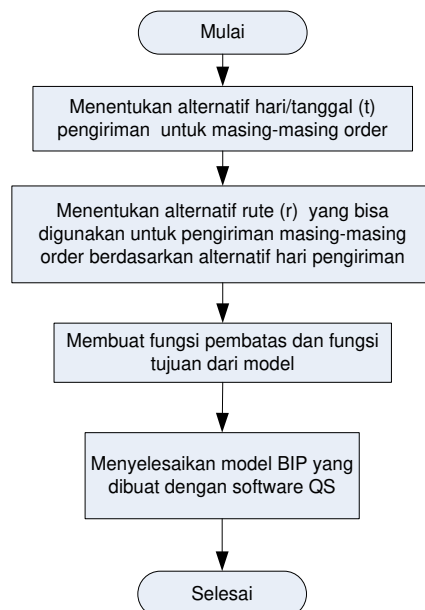 Mulai
Menentukan alternatif hari/tanggal (t)
pengiriman untuk masing-masing order
Menentukan alternatif rute (r) yang bisa
digunakan untuk pengiriman masing-masing
order berdasarkan alternatif hari pengiriman
Membuat fungsi pembatas dan fungsi
tujuan dari model
Menyelesaikan model BIP yang
dibuat dengan software QS
Selesai